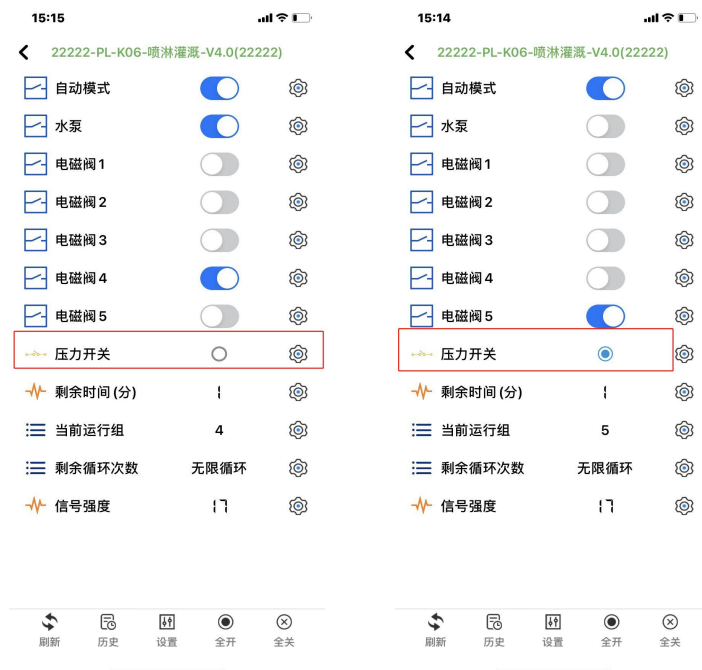 15:15
22222-PL-K06-喷淋灌溉-V4.0(22222)
自动模式
水泵
电磁阀1
电磁阀2
电磁阀3
电磁阀4
电磁阀5
压力开关
剩余时间(分) 1
当前运行组 4
剩余循环次数 无限循环
信号强度 17
刷新 历史 设置 全开 全关
15:14
22222-PL-K06-喷淋灌溉-V4.0(22222)
自动模式
水泵
电磁阀1
电磁阀2
电磁阀3
电磁阀4
电磁阀5
压力开关
剩余时间(分) 1
当前运行组 5
剩余循环次数 无限循环
信号强度 17
刷新 历史 设置 全开 全关